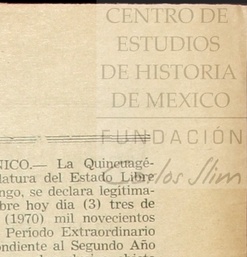 CENTRO DE
ESTUDIOS
DE HISTORIA
DE MEXICO
FUNDACIÓN
Carlos Slim
NICO.— La Quincuagé-
latura del Estado Libre
ngo, se declara legítima-
bre hoy día (3) tres de
(1970) mil novecientos
Período Extraordinario
ndiente al Segundo Año